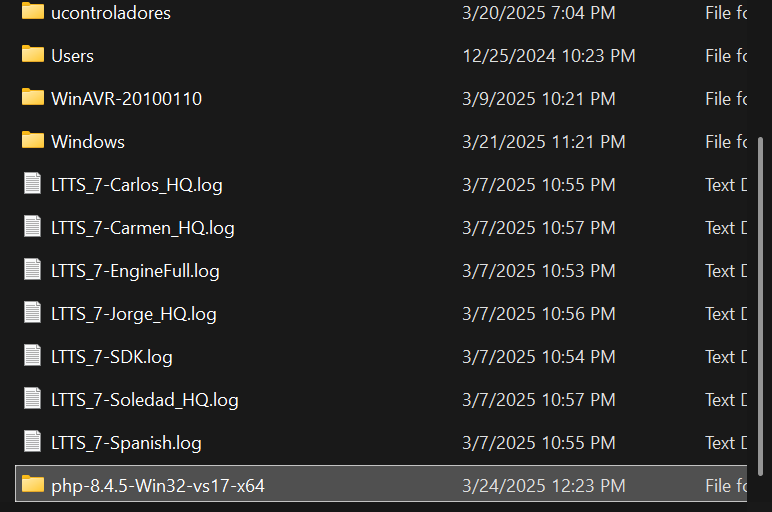 ucontroladores 3/20/2025 7:04 PM File fo
Users 12/25/2024 10:23 PM File fo
WinAVR-20100110 3/9/2025 10:21 PM File fo
Windows 3/21/2025 11:21 PM File fo
LTTS_7-Carlos_HQ.log 3/7/2025 10:55 PM Text D
LTTS_7-Carmen_HQ.log 3/7/2025 10:57 PM Text D
LTTS_7-EngineFull.log 3/7/2025 10:53 PM Text D
LTTS_7-Jorge_HQ.log 3/7/2025 10:56 PM Text D
LTTS_7-SDK.log 3/7/2025 10:54 PM Text D
LTTS_7-Soledad_HQ.log 3/7/2025 10:57 PM Text D
LTTS_7-Spanish.log 3/7/2025 10:55 PM Text D
php-8.4.5-Win32-vs17-x64 3/24/2025 12:23 PM File fo